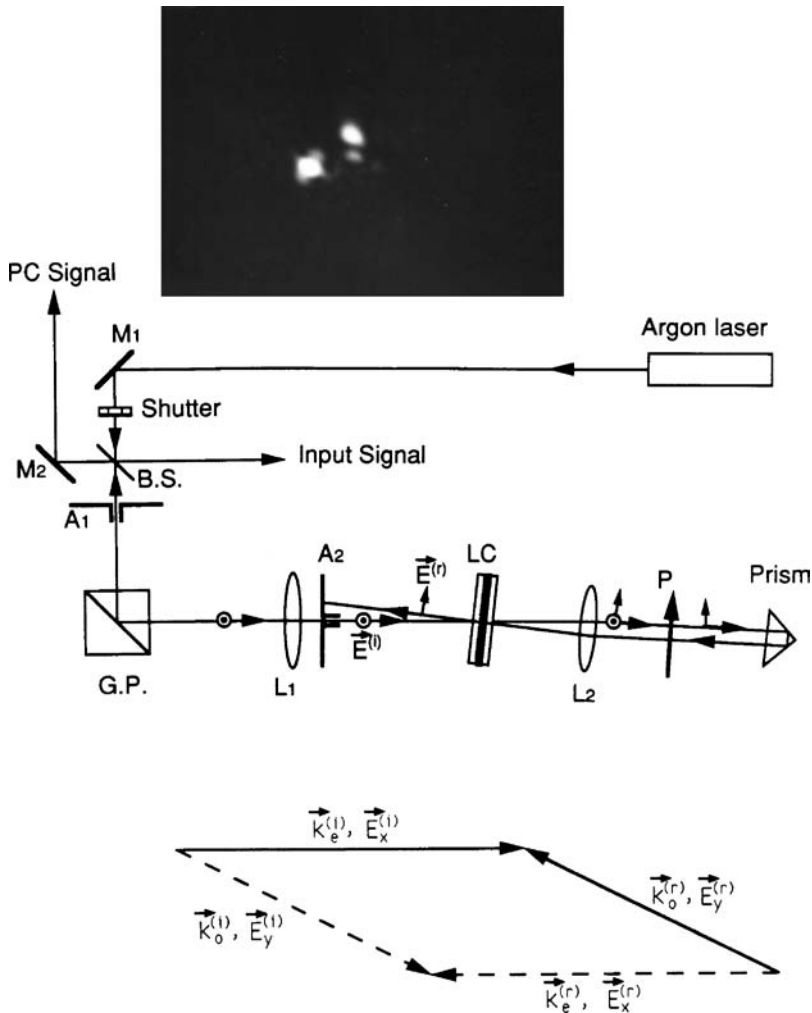 PC Signal
M1
Argon laser
Shutter
M2
B.S.
Input Signal
A1
A2
LC
E(r)
P
Prism
E(i)
G.P.
L1
L2
ke(i), Ex(i)
ko(i), Ey(i)
ko(r), Ey(r)
ke(r), Ex(r)